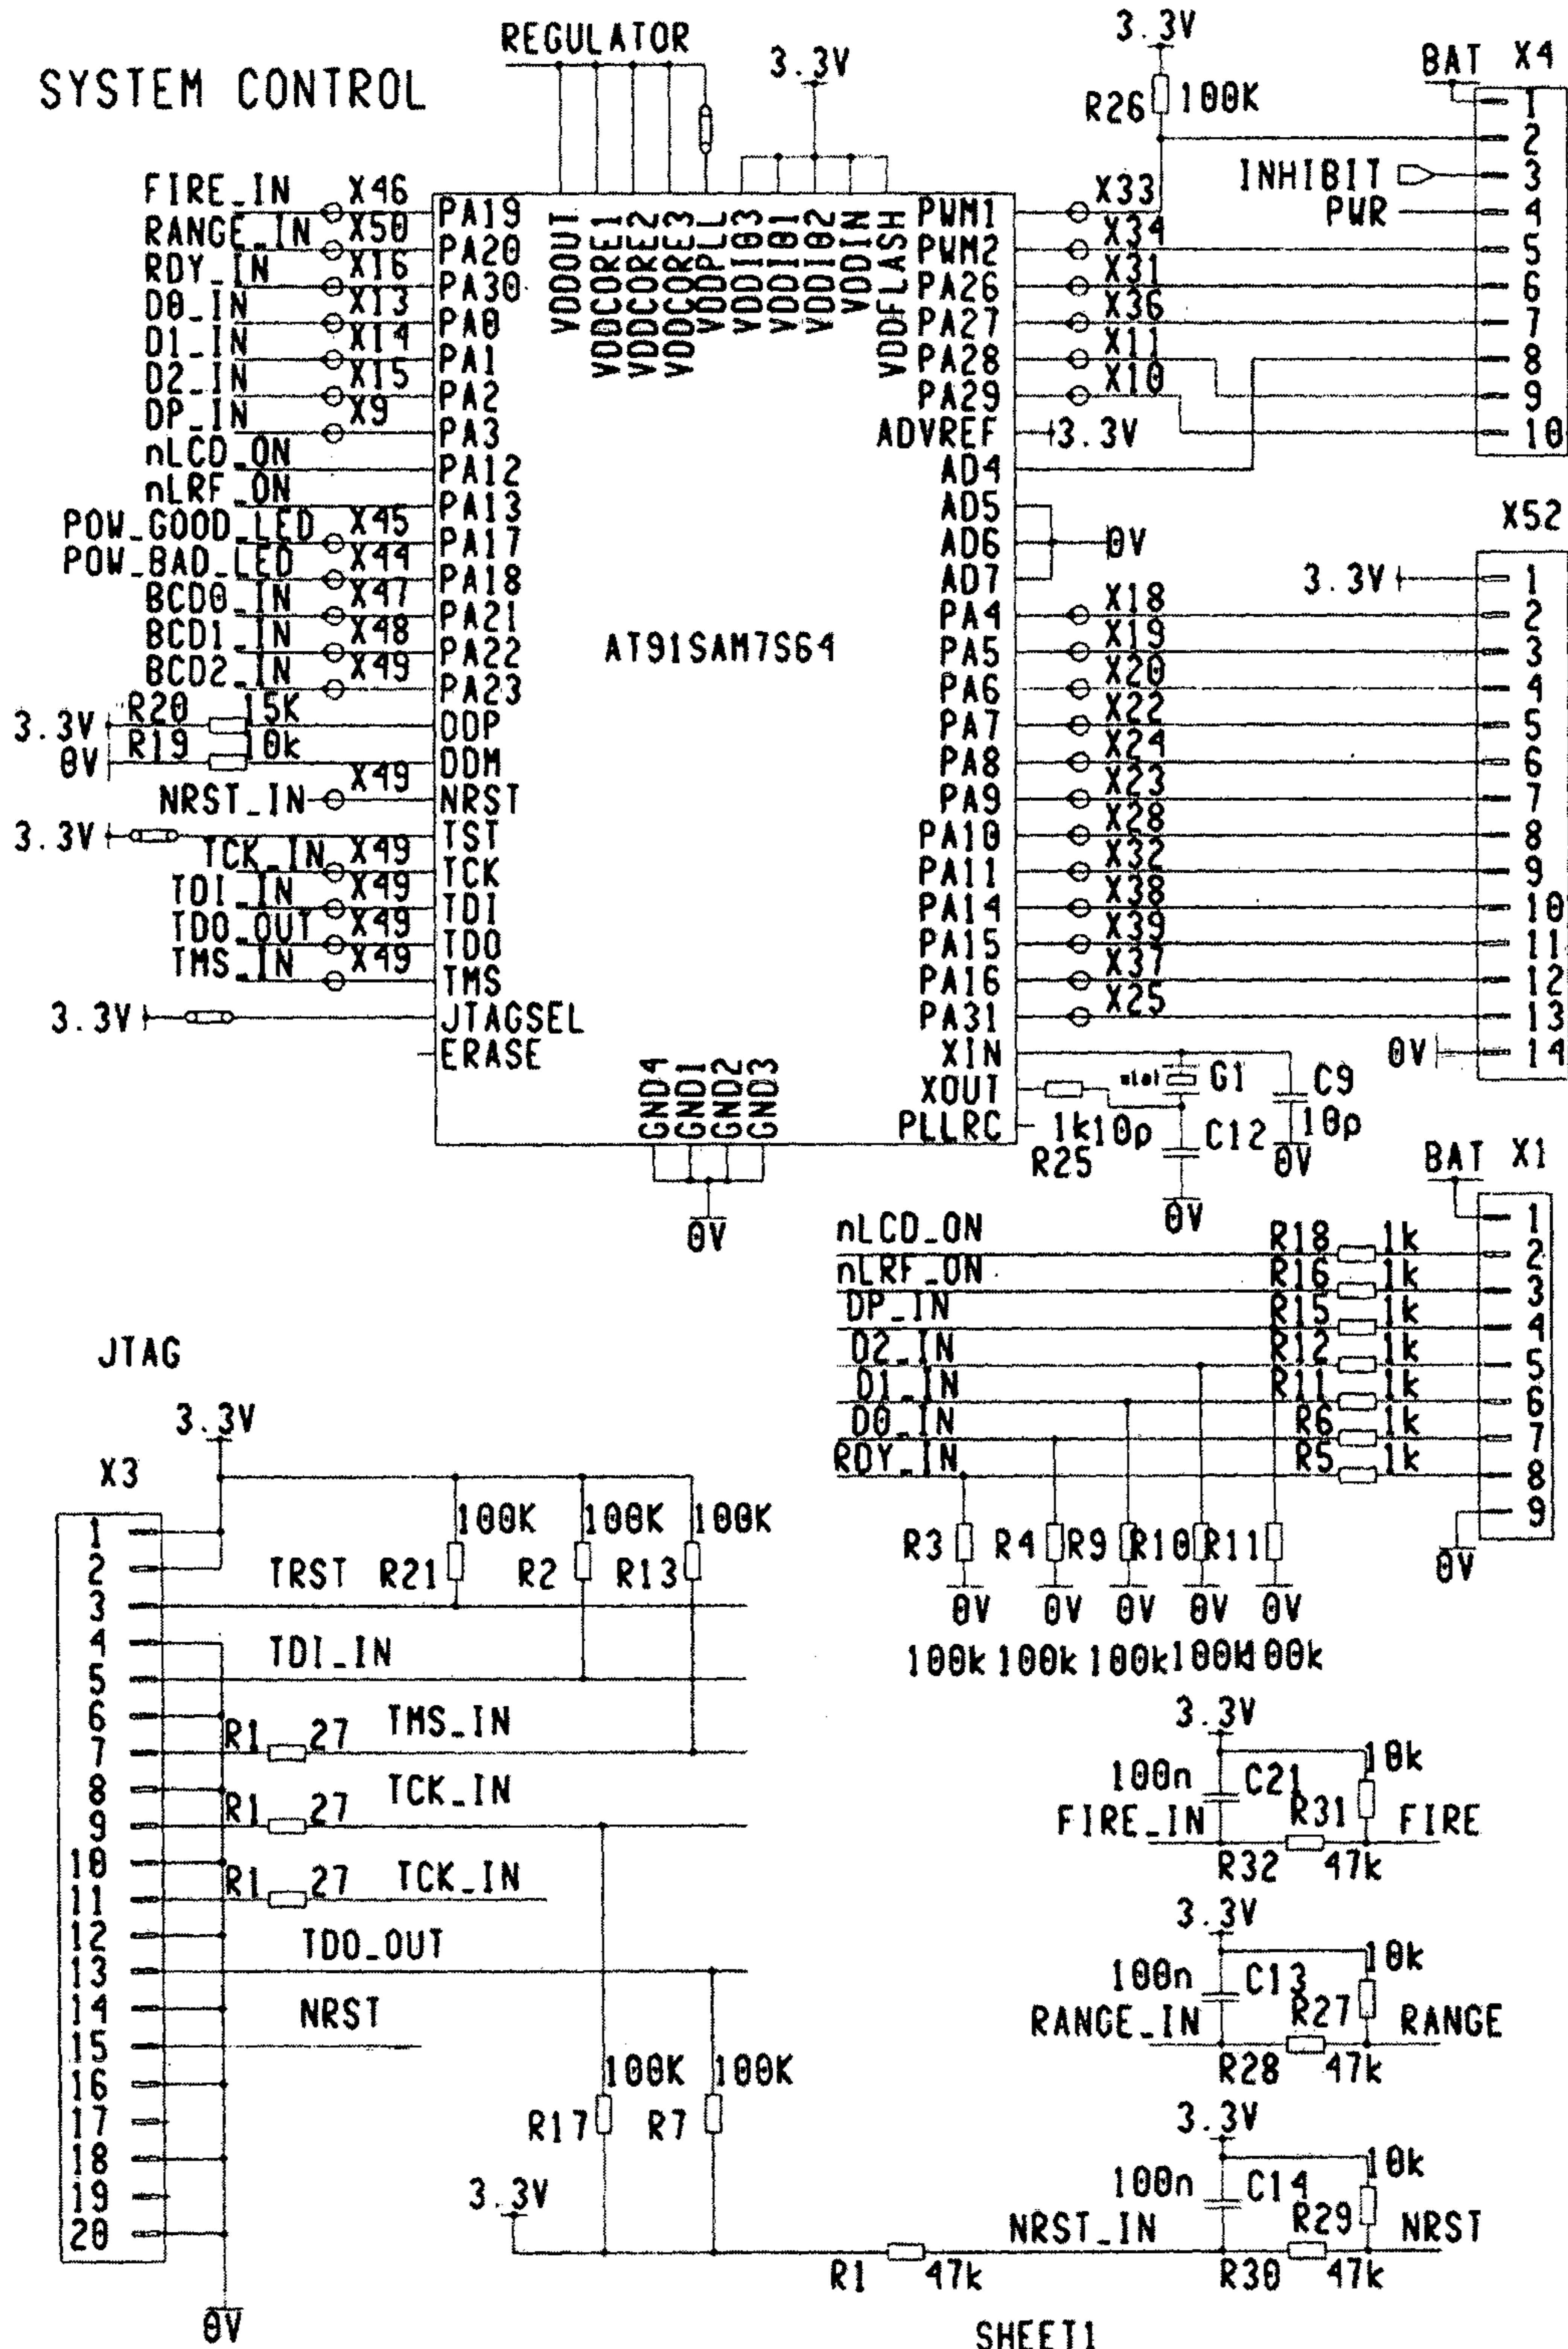 SYSTEM CONTROL
REGULATOR
3.3V
3.3V
R26 100K
BAT X4
1
2
INHIBIT 3
PWR 4
5
6
7
8
9
10
FIRE_IN X46 PA19
RANGE_IN X50 PA20
RDY_IN X16 PA30
D0_IN X13 PA0
D1_IN X14 PA1
D2_IN X15 PA2
DP_IN X9 PA3
nLCD_ON PA12
nLRF_ON PA13
POW_GOOD_LED X45 PA17
POW_BAD_LED X44 PA18
BCD0_IN X47 PA21
BCD1_IN X48 PA22
BCD2_IN X49 PA23
3.3V R20 15K DDP
0V R19 10k DDM
NRST_IN X49 NRST
3.3V TST
TCK_IN X49 TCK
TDI_IN X49 TDI
TDO_OUT X49 TDO
TMS_IN X49 TMS
3.3V JTAGSEL
ERASE
VDDOUT
VDDCORE1
VDDCORE2
VDDCORE3
VDDPLL
VDDIO3
VDDIO1
VDDIO2
VDDIN
VDDFLASH
AT91SAM7S64
GND4
GND1
GND2
GND3
0V
PWM1 X33
PWM2 X34
PA26 X31
PA27 X36
PA28 X11
PA29 X10
ADVREF 3.3V
AD4
AD5
AD6 0V
AD7
PA4 X18
PA5 X19
PA6 X20
PA7 X22
PA8 X24
PA9 X23
PA10 X28
PA11 X32
PA14 X38
PA15 X39
PA16 X37
PA31 X25
XIN
XOUT
PLLRC
1k
R25
G1
10p C12
0V
C9
10p
0V
X52
3.3V 1
2
3
4
5
6
7
8
9
10
11
12
13
0V 14
BAT X1
1
nLCD_ON R18 1k 2
nLRF_ON R16 1k 3
DP_IN R15 1k 4
D2_IN R12 1k 5
D1_IN R11 1k 6
D0_IN R6 1k 7
RDY_IN R5 1k 8
9
0V
R3 R4 R9 R10 R11
0V 0V 0V 0V 0V
100k 100k 100k 100k 100k
JTAG
3.3V
X3
100K 100K 100K
1
2
TRST R21 R2 R13
3
4
TDI_IN
5
6
R1 27 TMS_IN
7
8
R1 27 TCK_IN
9
10
R1 27 TCK_IN
11
12
TDO_OUT
13
14
NRST
15
16
17
18
19
20
0V
100K 100K
R17 R7
3.3V
R1 47k
3.3V
100n C21 10k
R31
FIRE_IN FIRE
R32 47k
3.3V
100n C13 10k
R27
RANGE_IN RANGE
R28 47k
3.3V
100n C14 10k
R29
NRST_IN NRST
R30 47k
SHEET1